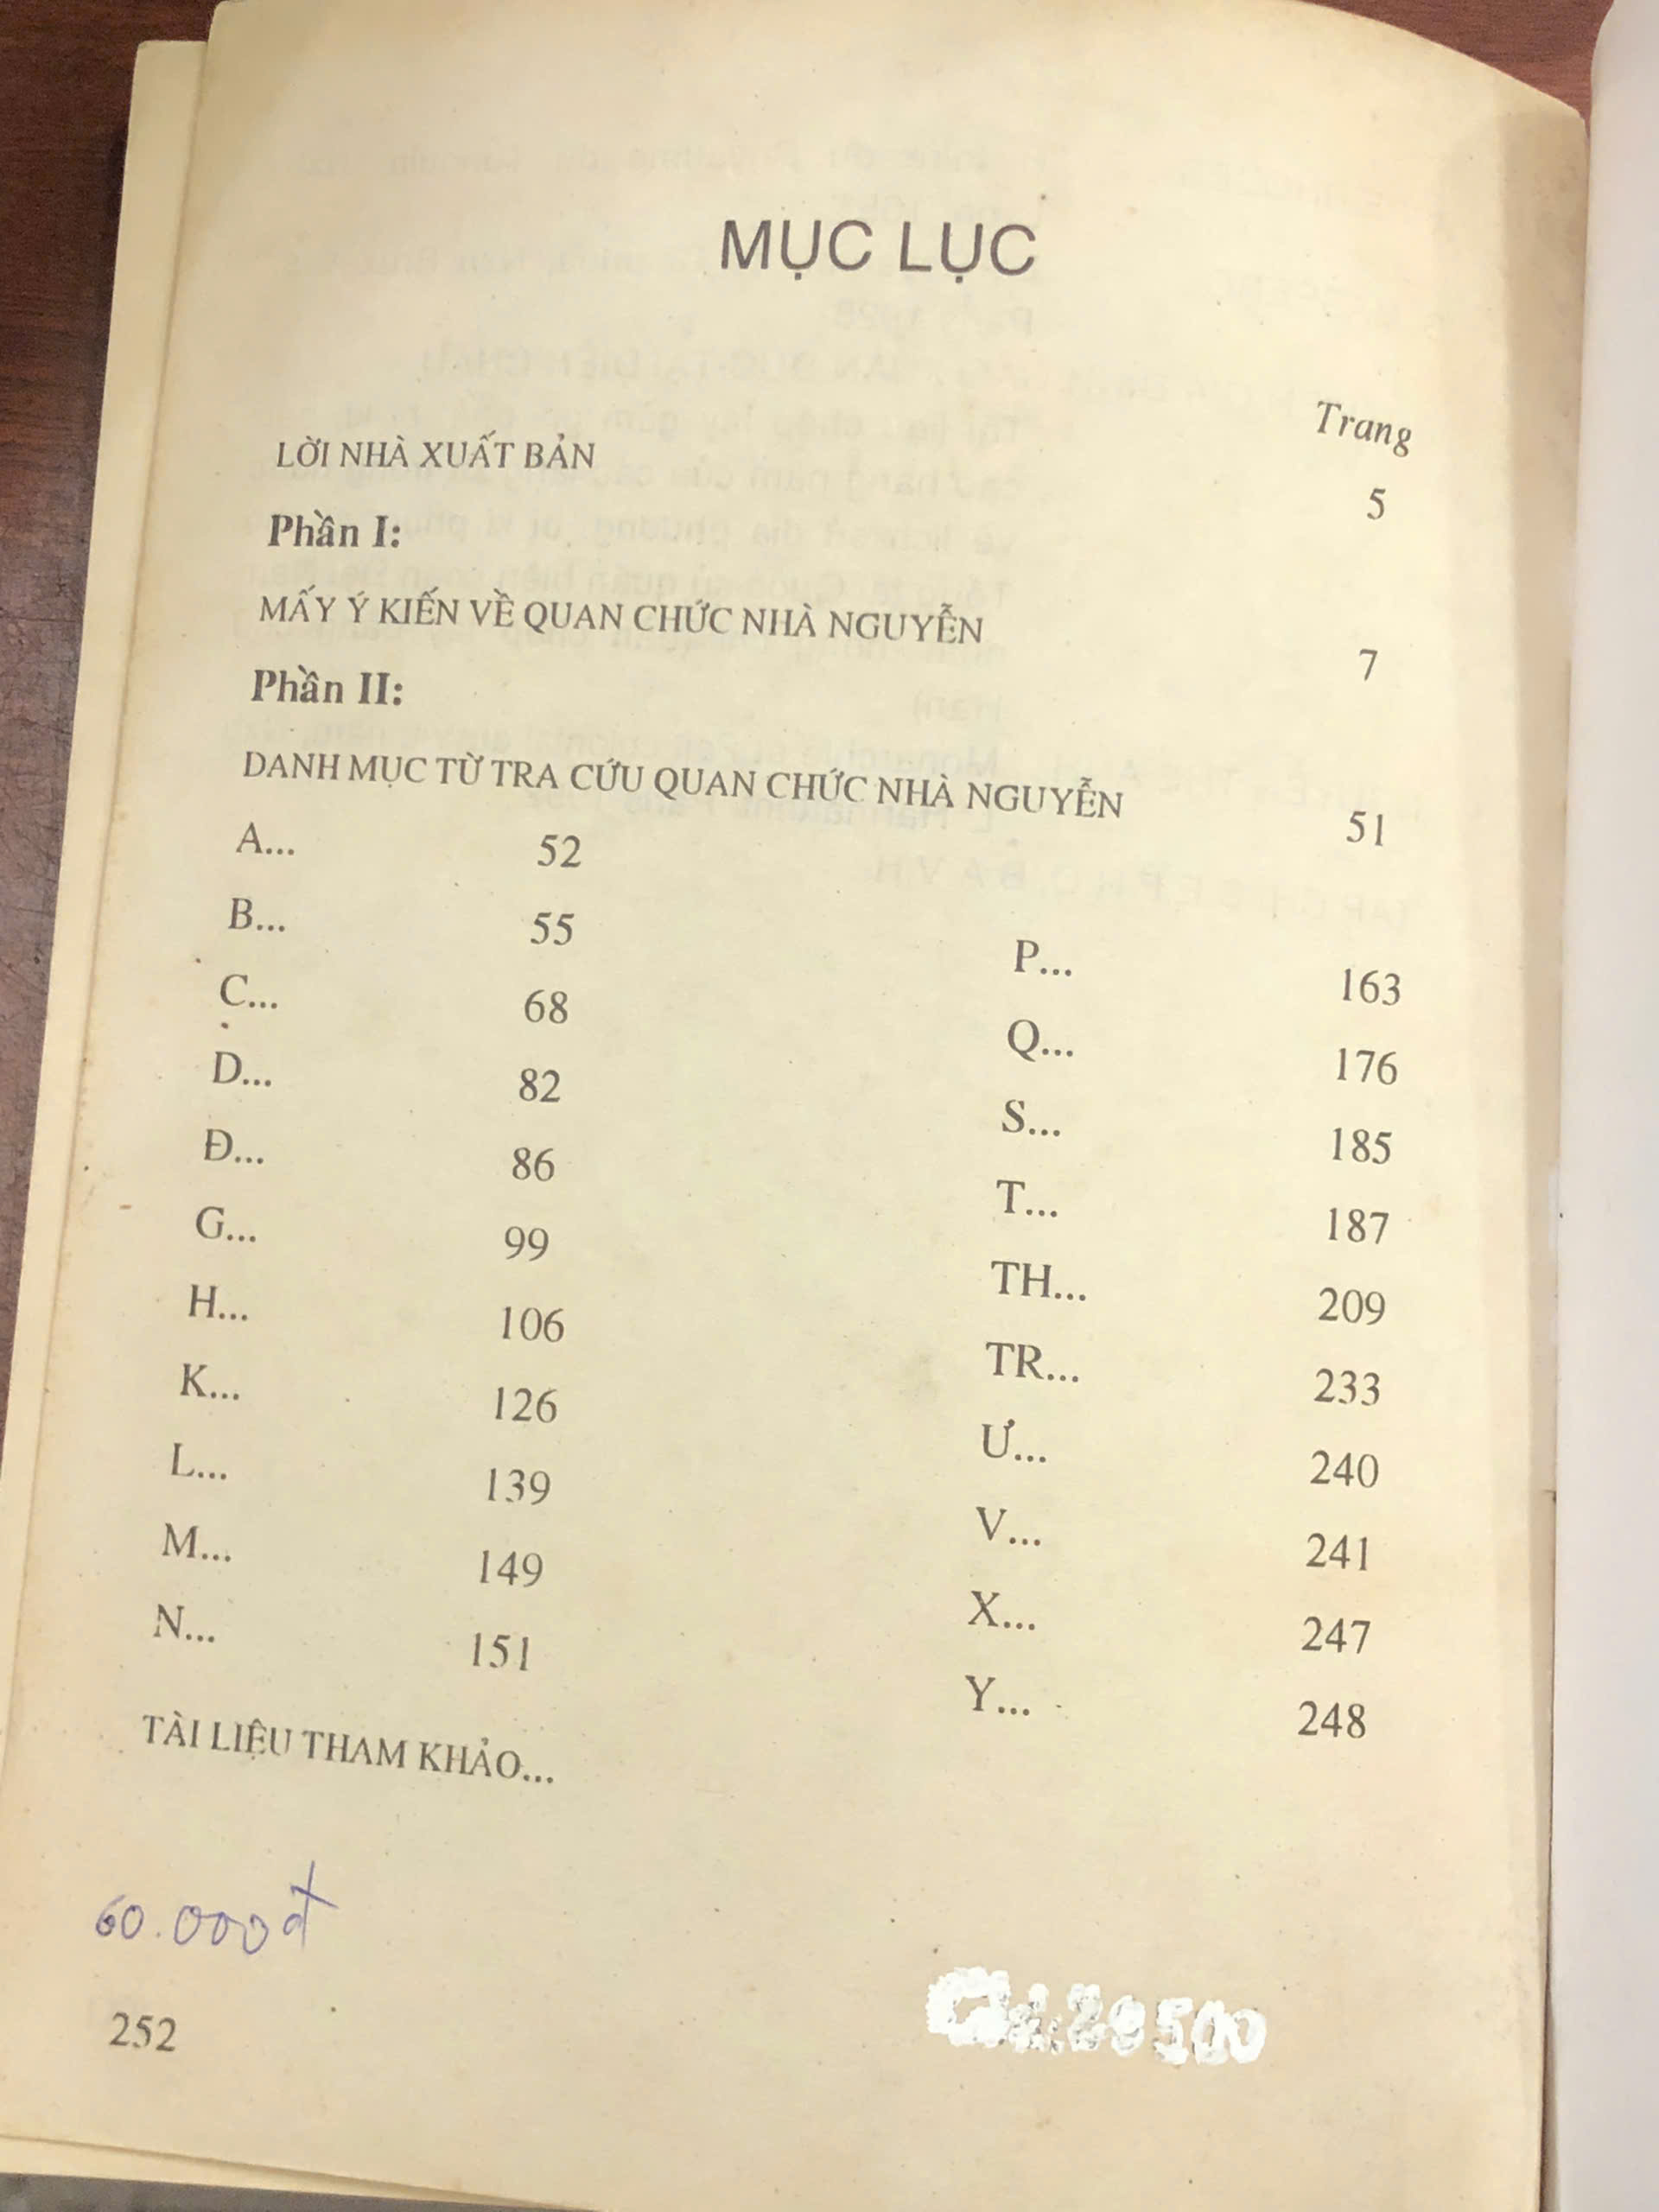 MỤC LỤC
Trang
LỜI NHÀ XUẤT BẢN 5
Phần I:
MẤY Ý KIẾN VỀ QUAN CHỨC NHÀ NGUYỄN 7
Phần II:
DANH MỤC TỪ TRA CỨU QUAN CHỨC NHÀ NGUYỄN 51
A... 52
B... 55
C... 68
D... 82
Đ... 86
G... 99
H... 106
K... 126
L... 139
M... 149
N... 151
P... 163
Q... 176
S... 185
T... 187
TH... 209
TR... 233
Ư... 240
V... 241
X... 247
Y... 248
TÀI LIỆU THAM KHẢO...
60.000đ
252